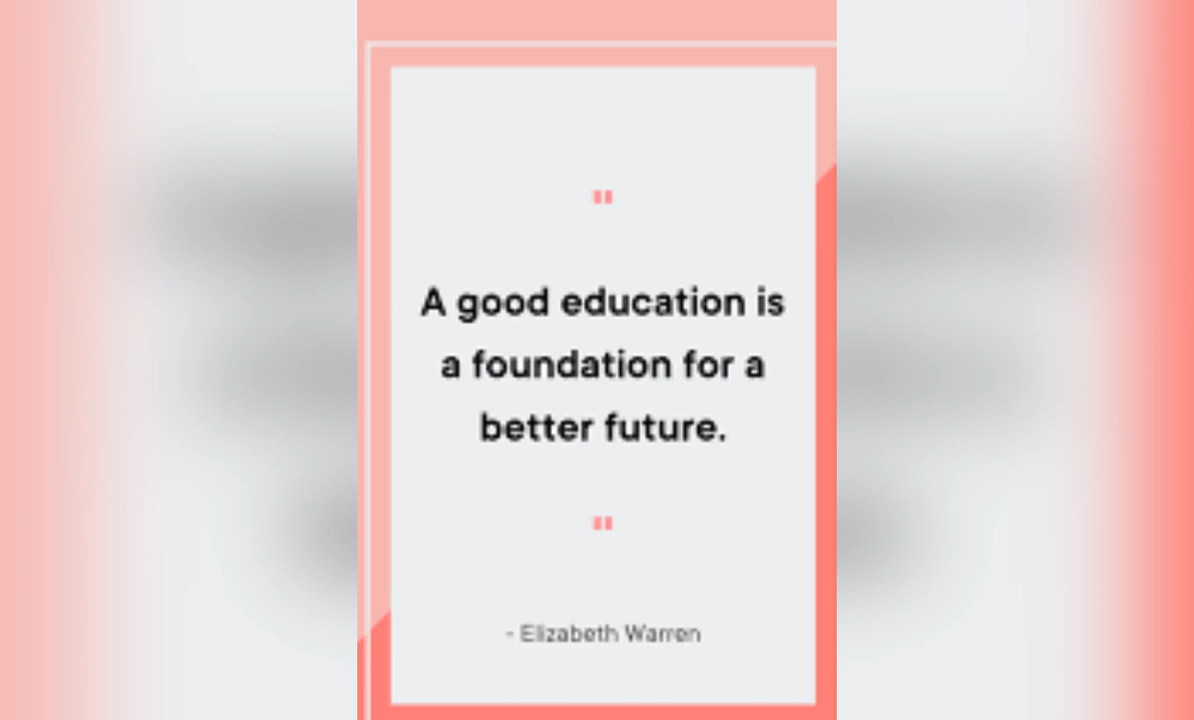 "
A good education is
a foundation for a
better future.
"
- Elizabeth Warren